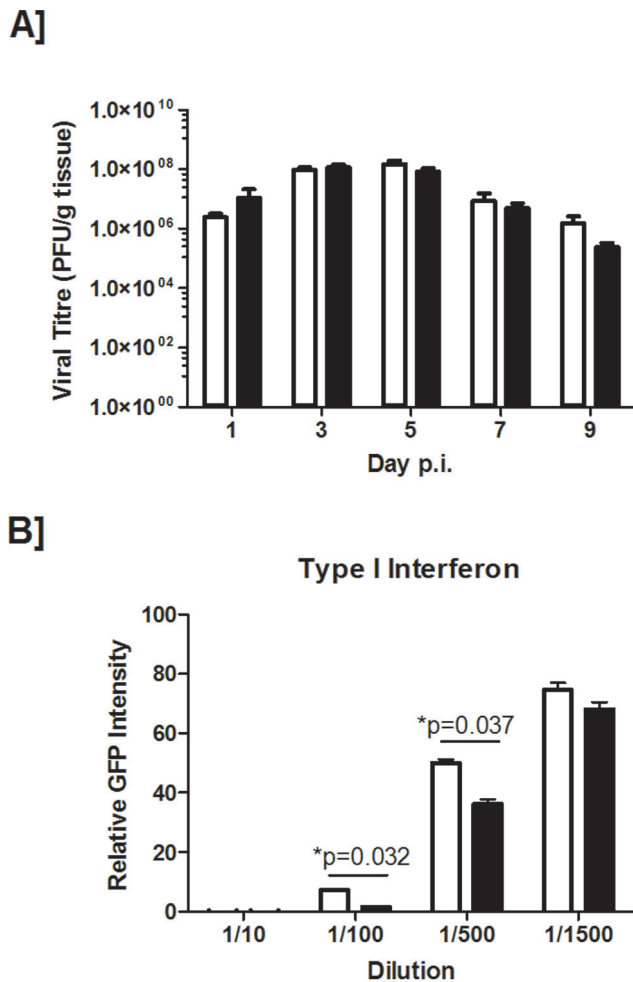 A]
Viral Titre (PFU/g tissue)
1.0×10 10
1.0×10 08
1.0×10 06
1.0×10 04
1.0×10 02
1.0×10 00
1 3 5 7 9
Day p.i.
B]
Type I Interferon
Relative GFP Intensity
100
80
60
40
20
0
*p=0.032
*p=0.037
1/10 1/100 1/500 1/1500
Dilution